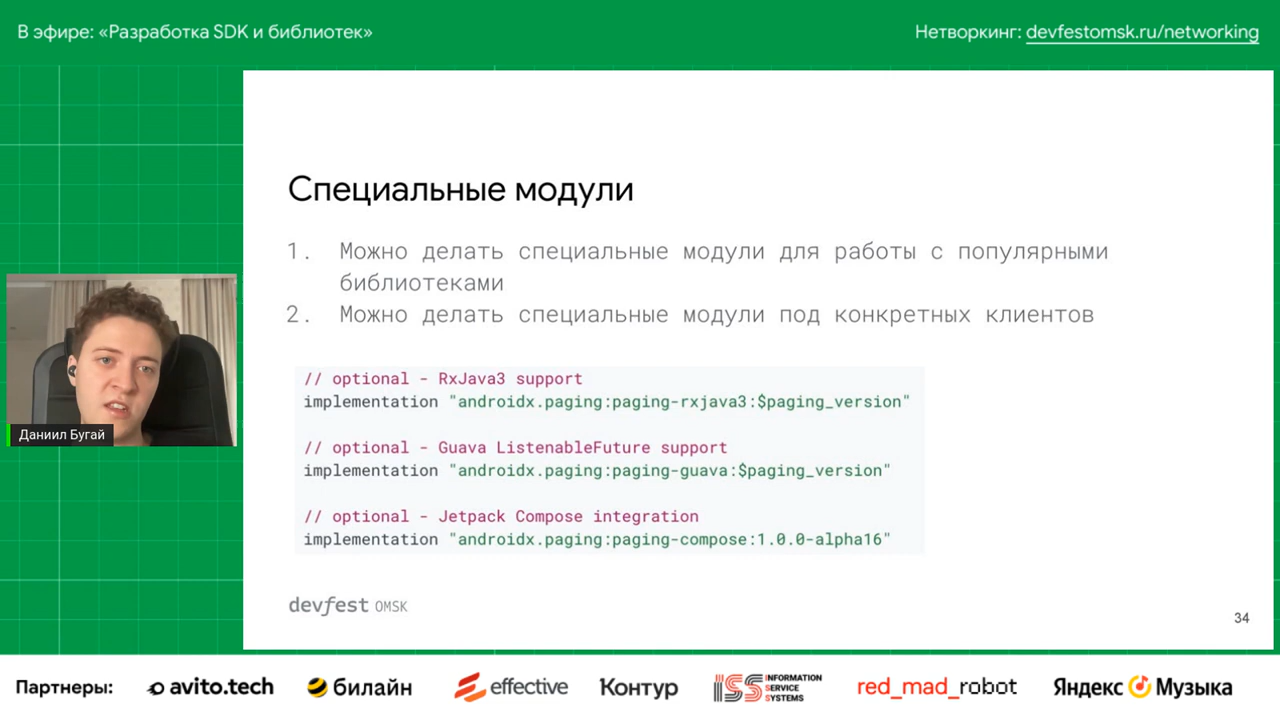 В эфире: «Разработка SDK и библиотек»
Нетворкинг: devfestomsk.ru/networking
Специальные модули
1. Можно делать специальные модули для работы с популярными
библиотеками
2. Можно делать специальные модули под конкретных клиентов
// optional - RxJava3 support
implementation "androidx.paging:paging-rxjava3:$paging_version"
// optional - Guava ListenableFuture support
implementation "androidx.paging:paging-guava:$paging_version"
// optional - Jetpack Compose integration
implementation "androidx.paging:paging-compose:1.0.0-alpha16"
Даниил Бугай
devfest OMSK
34
Партнеры: avito.tech билайн effective Контур ISS INFORMATION SERVICE SYSTEMS red_mad_robot Яндекс Музыка